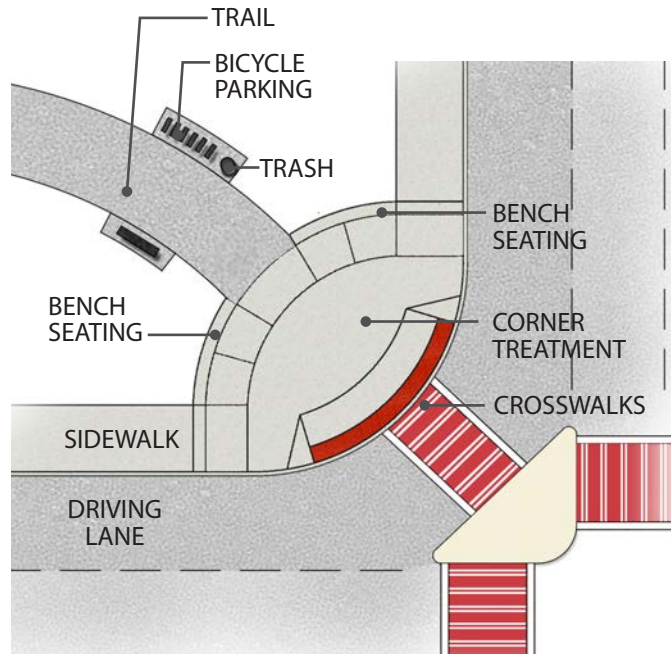 TRAIL
BICYCLE
PARKING
TRASH
BENCH
SEATING
BENCH
SEATING
CORNER
TREATMENT
CROSSWALKS
SIDEWALK
DRIVING
LANE